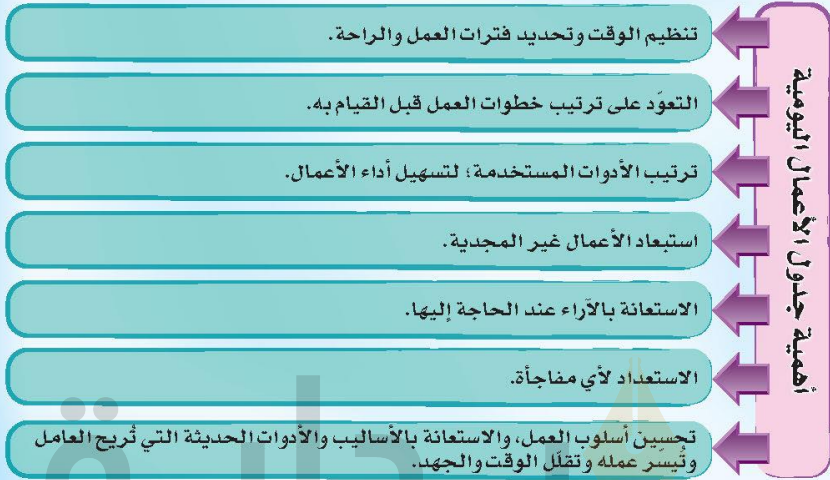 أهمية جدول الأعمال اليومية
تنظيم الوقت وتحديد فترات العمل والراحة.
التعوّد على ترتيب خطوات العمل قبل القيام به.
ترتيب الأدوات المستخدمة؛ لتسهيل أداء الأعمال.
استبعاد الأعمال غير المجدية.
الاستعانة بالآراء عند الحاجة إليها.
الاستعداد لأي مفاجأة.
تحسين أسلوب العمل، والاستعانة بالأساليب والأدوات الحديثة التي تُريح العامل
وتُيسّر عمله وتقلّل الوقت والجهد.